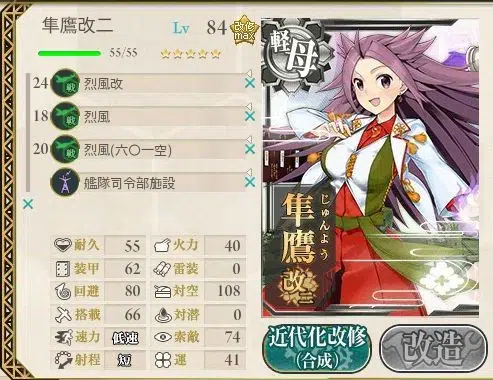 隼鷹改二 Lv 84 改修max
55/55
24 戦 烈風改
18 戦 烈風
20 戦 烈風(六〇一空)
艦隊司令部施設
耐久 55 火力 40
装甲 62 雷装 0
回避 80 対空 108
搭載 66 対潜 0
速力 低速 索敵 74
射程 短 運 41
軽母
隼鷹改
じゅんよう
近代化改修
(合成)
改造